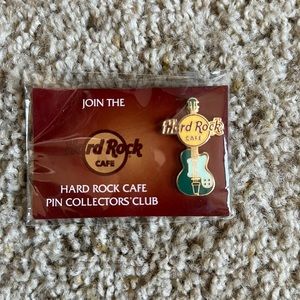 JOIN THE
Hard Rock
CAFE
HARD ROCK CAFE
PIN COLLECTORS' CLUB
Hard Rock
CAFE